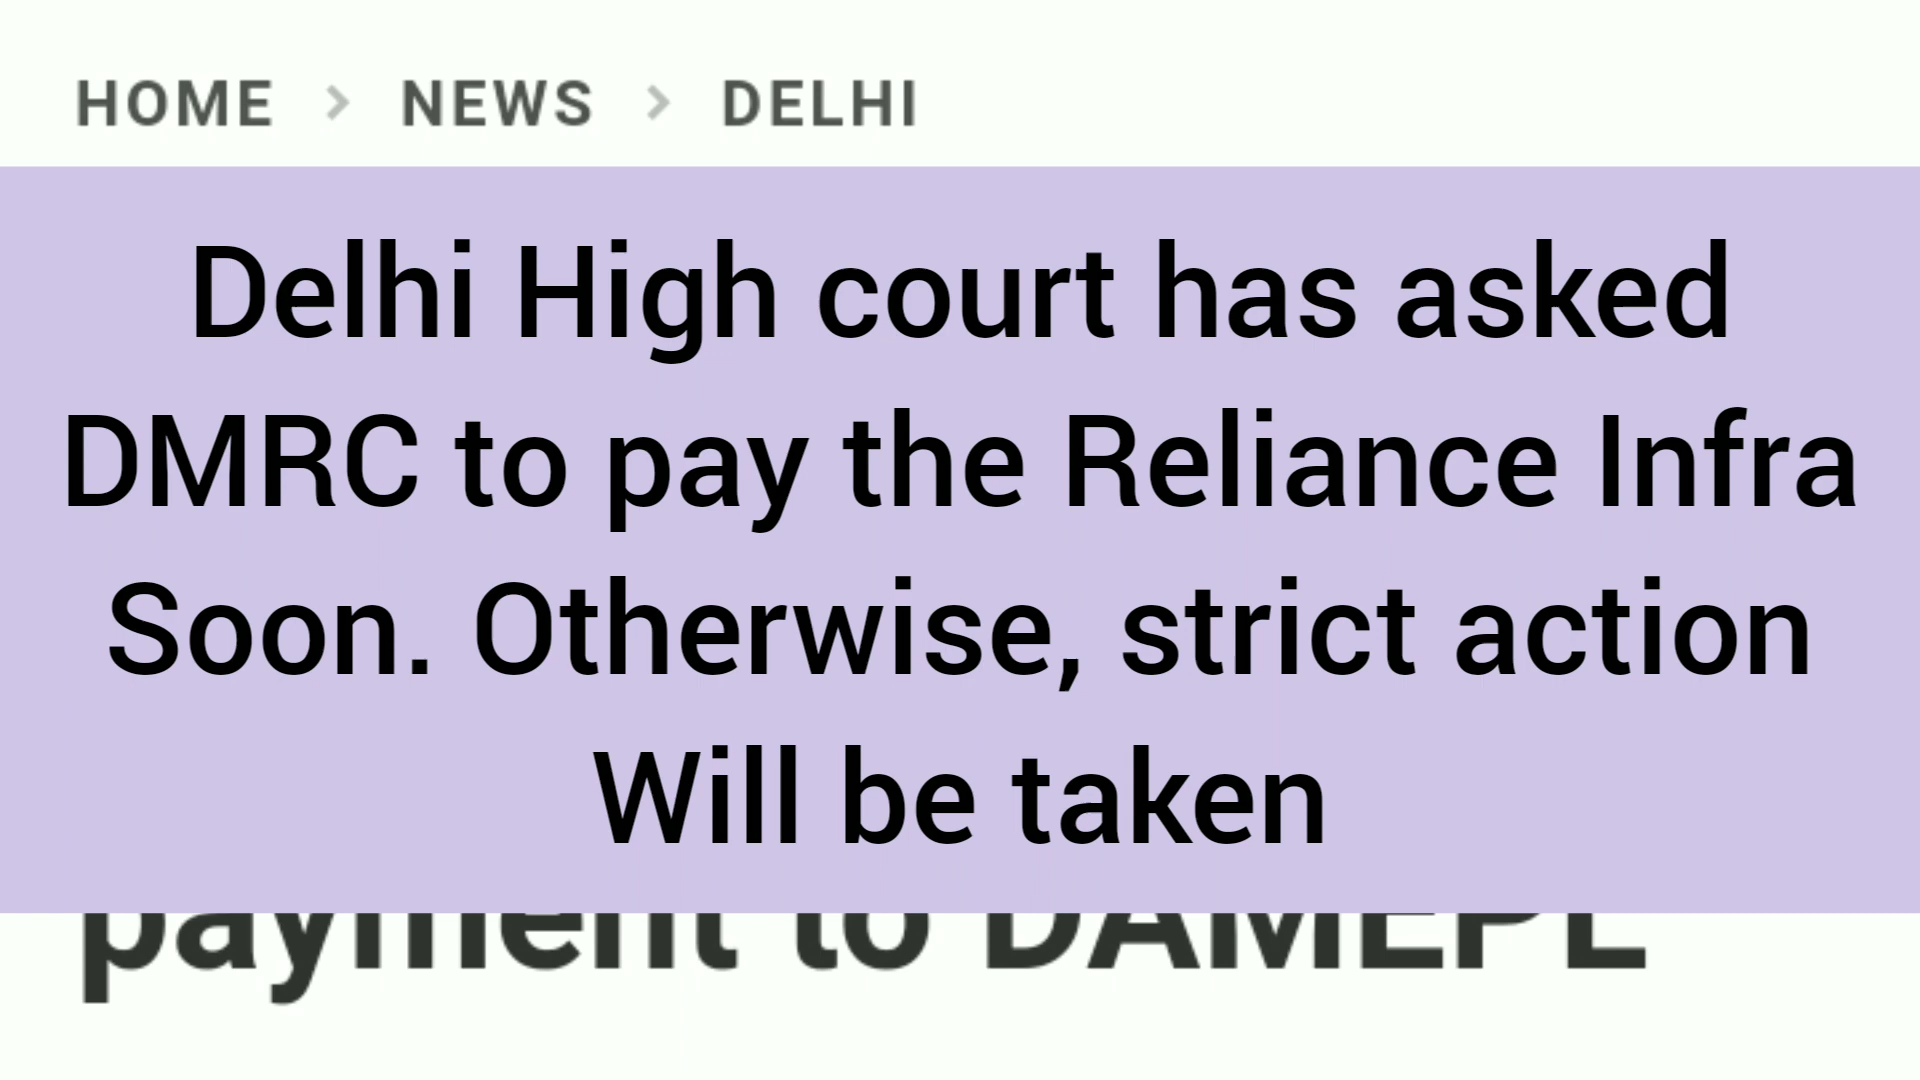 HOME > NEWS > DELHI
Delhi High court has asked
DMRC to pay the Reliance Infra
Soon. Otherwise, strict action
Will be taken
payment to DAMEPL